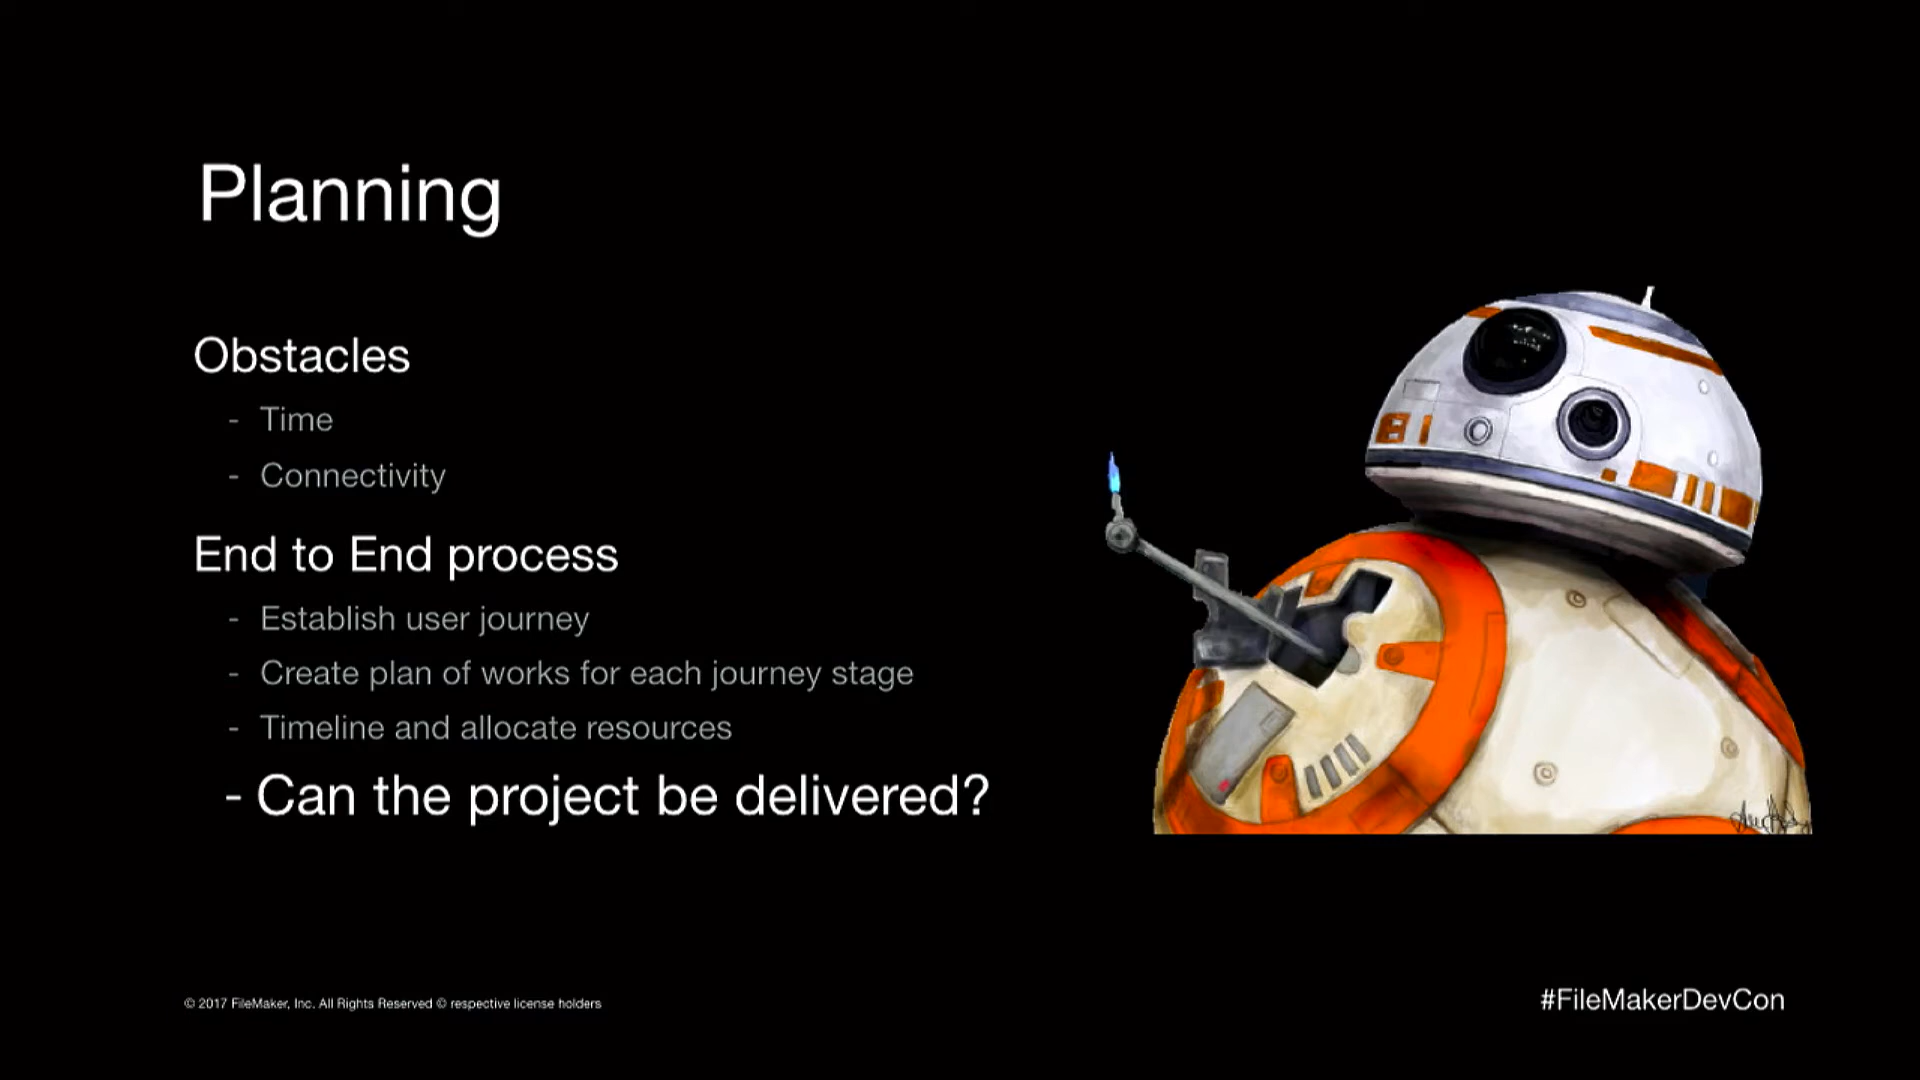 Planning
Obstacles
- Time
- Connectivity
End to End process
- Establish user journey
- Create plan of works for each journey stage
- Timeline and allocate resources
- Can the project be delivered?
© 2017 FileMaker, Inc. All Rights Reserved © respective license holders
#FileMakerDevCon